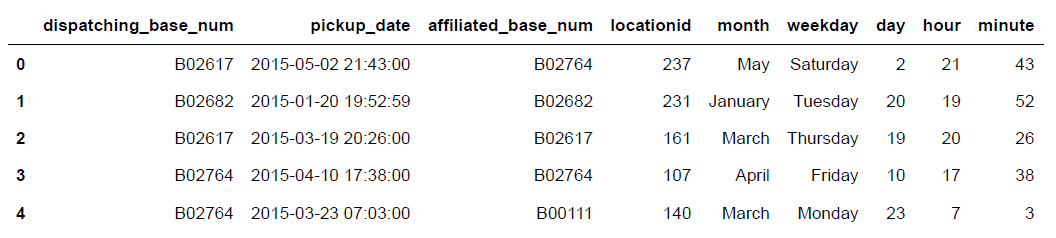 dispatching_base_num pickup_date affiliated_base_num locationid month weekday day hour minute
0 B02617 2015-05-02 21:43:00 B02764 237 May Saturday 2 21 43
1 B02682 2015-01-20 19:52:59 B02682 231 January Tuesday 20 19 52
2 B02617 2015-03-19 20:26:00 B02617 161 March Thursday 19 20 26
3 B02764 2015-04-10 17:38:00 B02764 107 April Friday 10 17 38
4 B02764 2015-03-23 07:03:00 B00111 140 March Monday 23 7 3